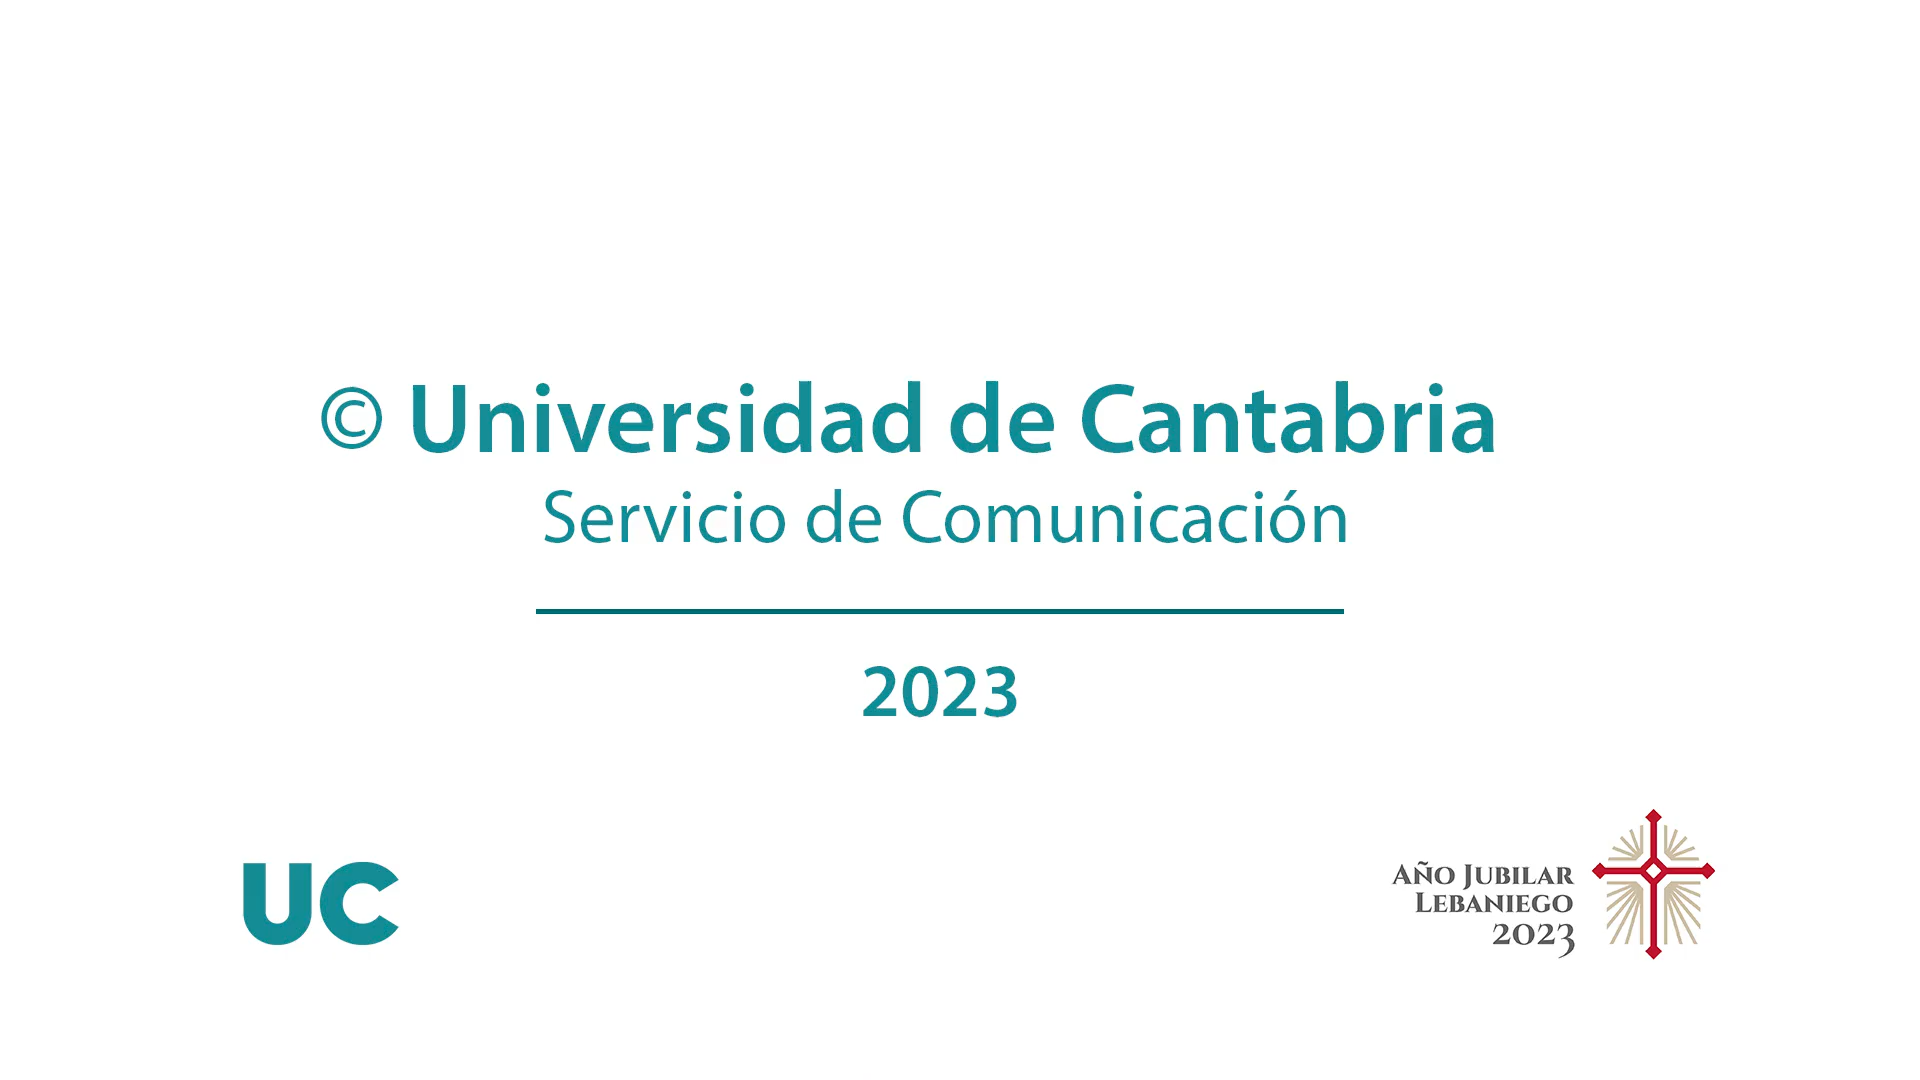 © Universidad de Cantabria
Servicio de Comunicación
2023
UC
Año Jubilar
Lebaniego
2023